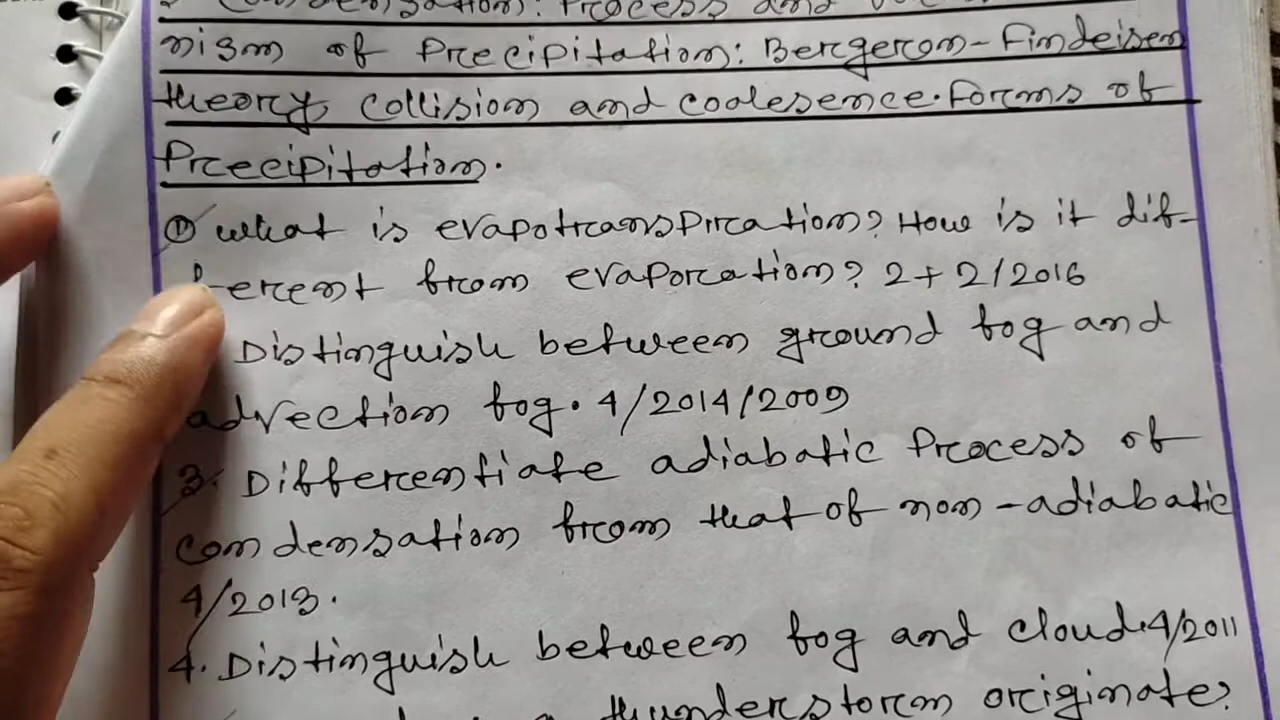 Condensation: Process and
nism of Precipitation: Bergeron-Findeisen
theory, Collision and coalesence. Forms of
Precipitation.
① What is evapotranspiration? How is it dif-
ferent from evaporation? 2+2/2016
Distinguish between ground fog and
advection fog. 4/2014/2009
3. Differentiate adiabatic Process of
condensation from that of non-adiabatic
4/2013.
4. Distinguish between fog and cloud. 4/2011
a thunderstorm originate?